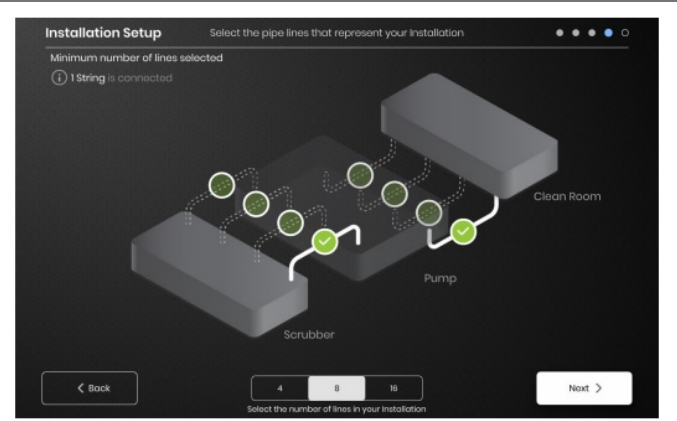 Installation Setup
Select the pipe lines that represent your Installation
Minimum number of lines selected
1 String is connected
Clean Room
Pump
Scrubber
Back
4 8 16
Next
Select the number of lines in your Installation